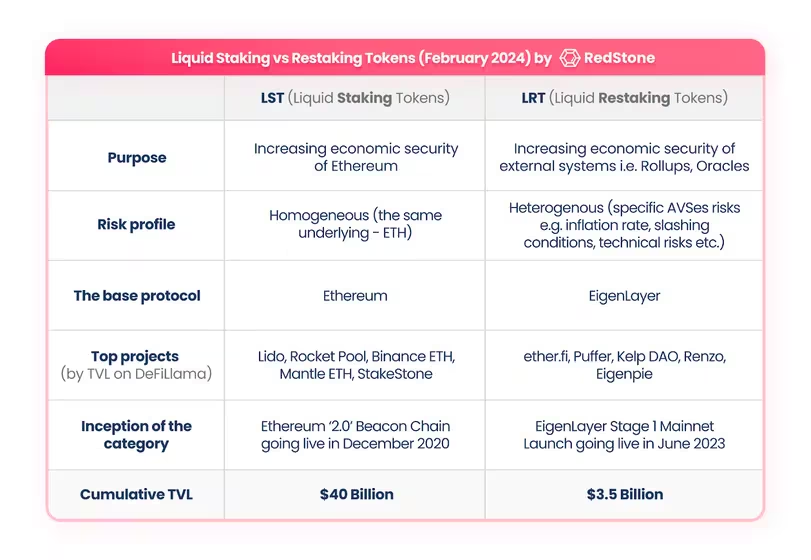 Liquid Staking vs Restaking Tokens (February 2024) by RedStone
LST (Liquid Staking Tokens)
LRT (Liquid Restaking Tokens)
Purpose
Increasing economic security
of Ethereum
Increasing economic security of
external systems i.e. Rollups, Oracles
Risk profile
Homogeneous (the same
underlying - ETH)
Heterogenous (specific AVSes risks
e.g. inflation rate, slashing
conditions, technical risks etc.)
The base protocol
Ethereum
EigenLayer
Top projects
(by TVL on DeFiLlama)
Lido, Rocket Pool, Binance ETH,
Mantle ETH, StakeStone
ether.fi, Puffer, Kelp DAO, Renzo,
Eigenpie
Inception of the
category
Ethereum ‘2.0’ Beacon Chain
going live in December 2020
EigenLayer Stage 1 Mainnet
Launch going live in June 2023
Cumulative TVL
$40 Billion
$3.5 Billion